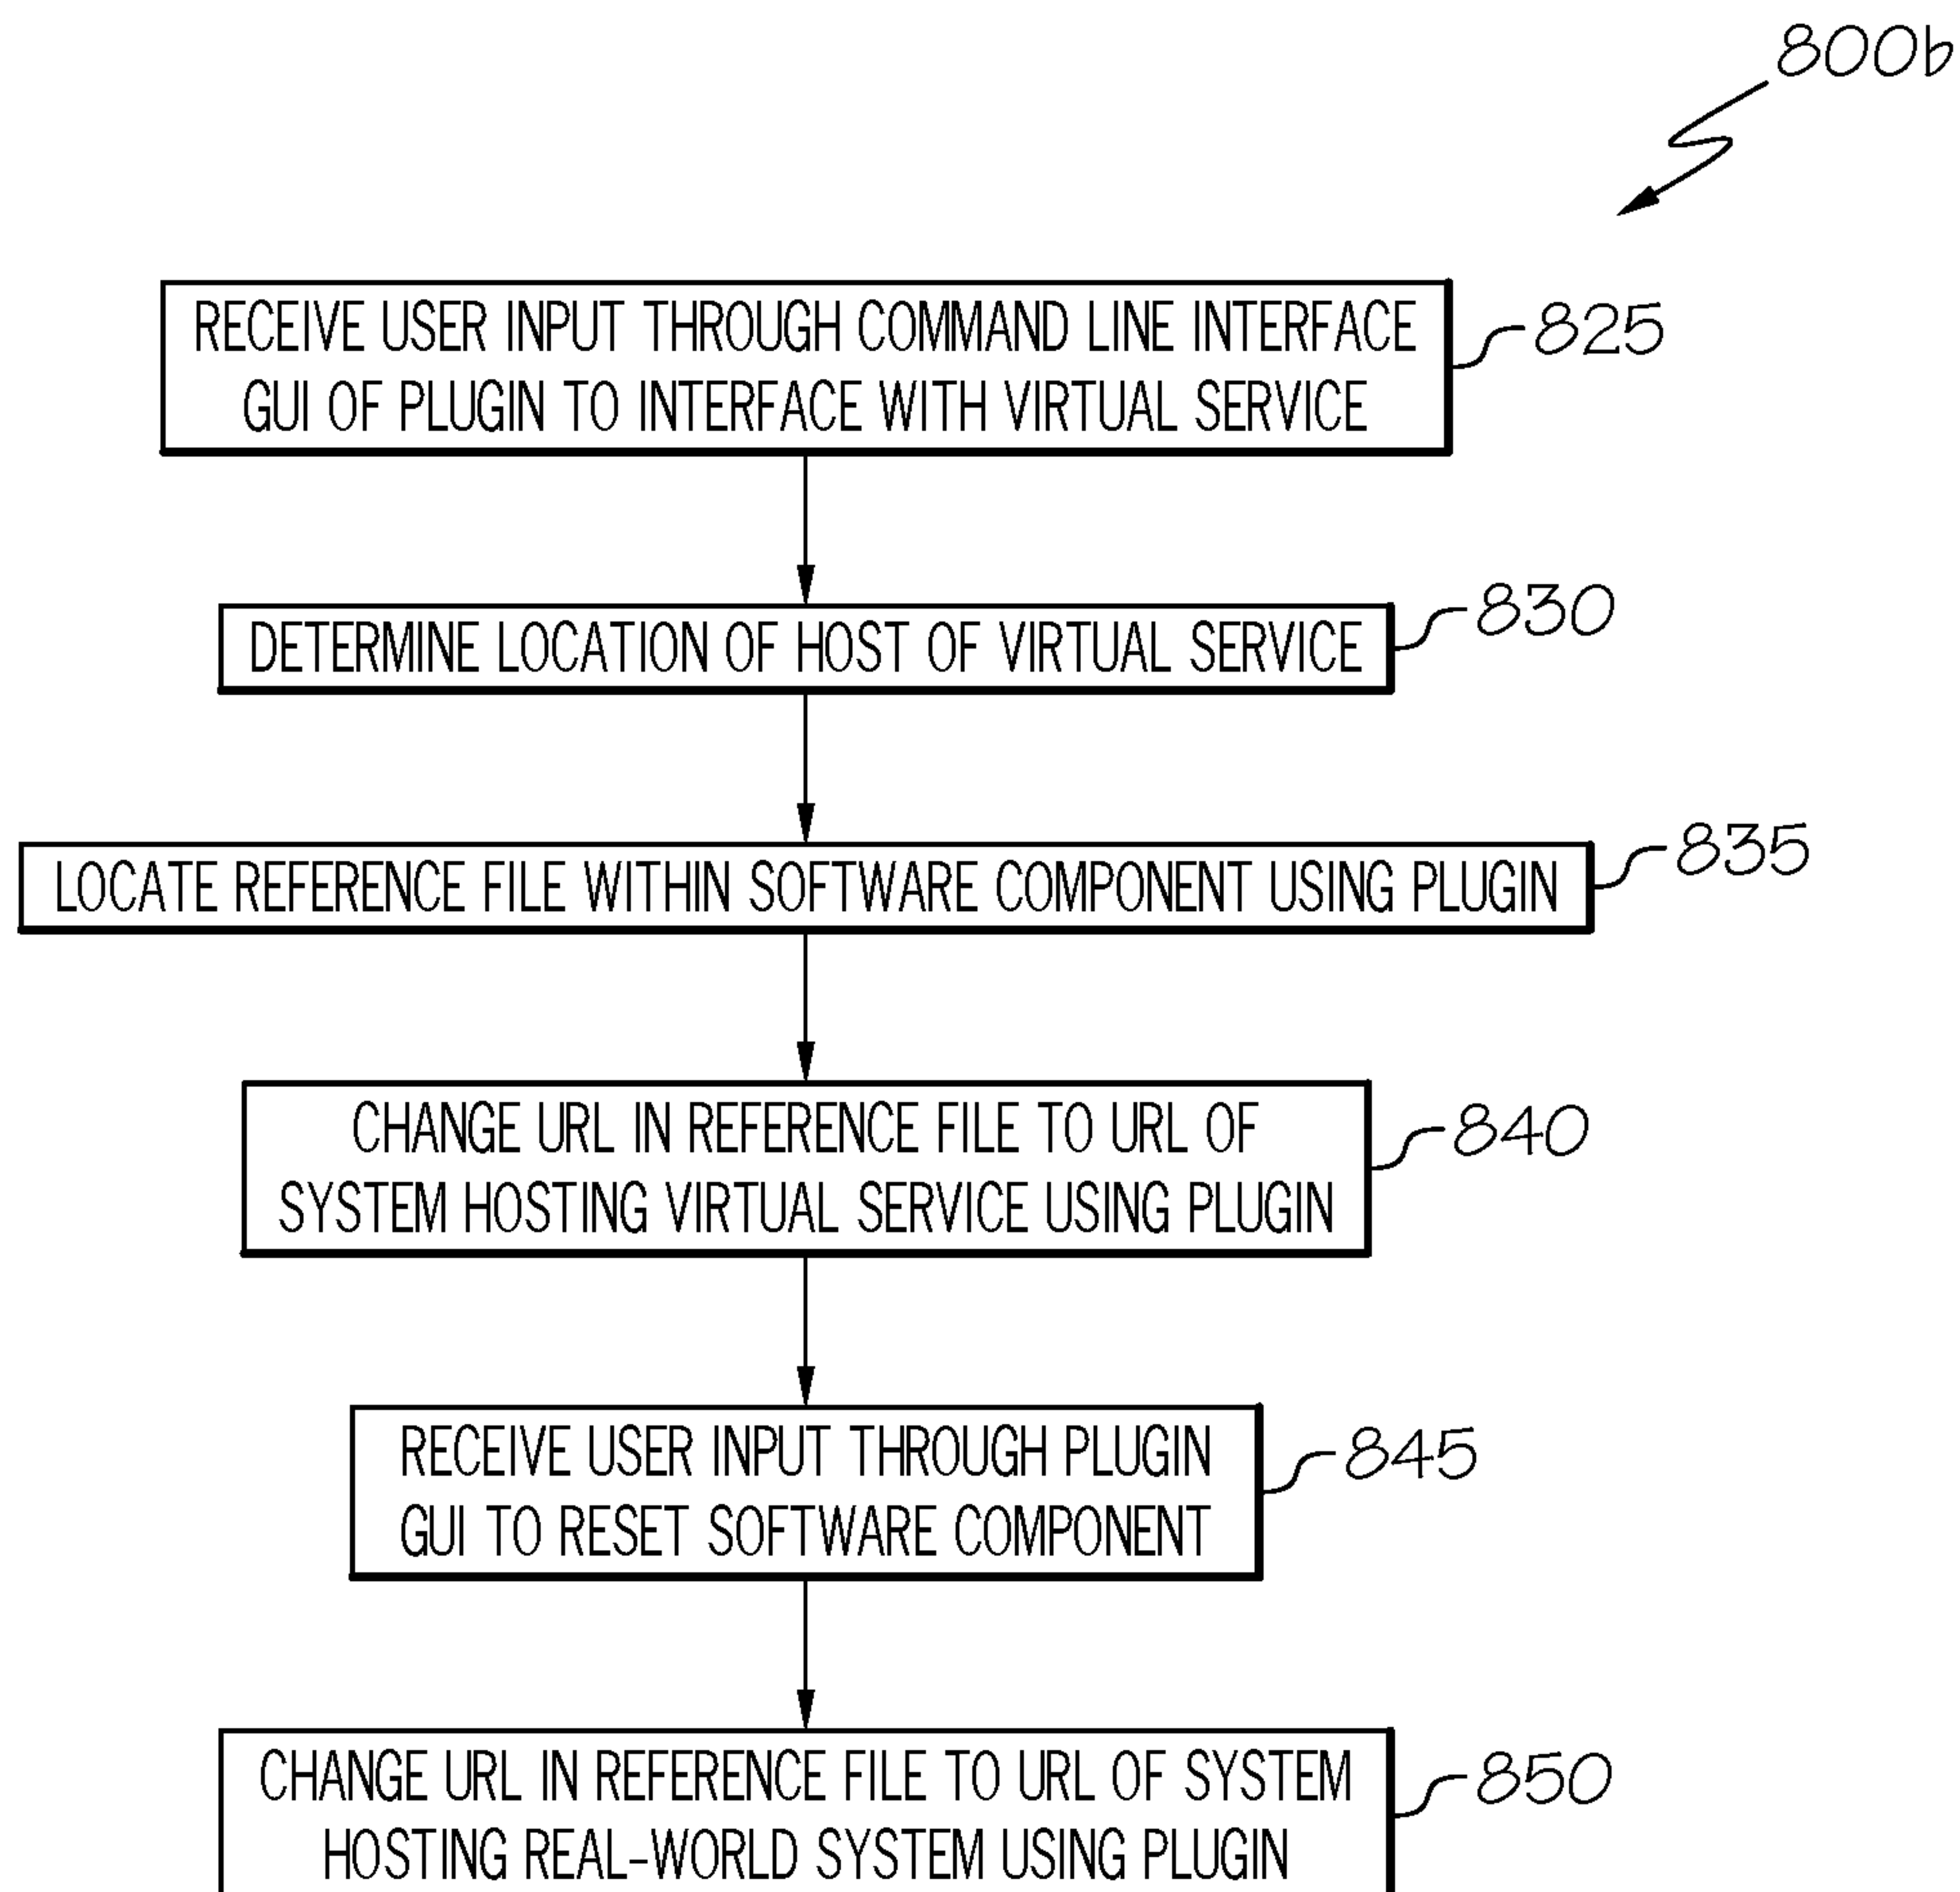 800b
RECEIVE USER INPUT THROUGH COMMAND LINE INTERFACE
GUI OF PLUGIN TO INTERFACE WITH VIRTUAL SERVICE
825
DETERMINE LOCATION OF HOST OF VIRTUAL SERVICE
830
LOCATE REFERENCE FILE WITHIN SOFTWARE COMPONENT USING PLUGIN
835
CHANGE URL IN REFERENCE FILE TO URL OF
SYSTEM HOSTING VIRTUAL SERVICE USING PLUGIN
840
RECEIVE USER INPUT THROUGH PLUGIN
GUI TO RESET SOFTWARE COMPONENT
845
CHANGE URL IN REFERENCE FILE TO URL OF SYSTEM
HOSTING REAL-WORLD SYSTEM USING PLUGIN
850